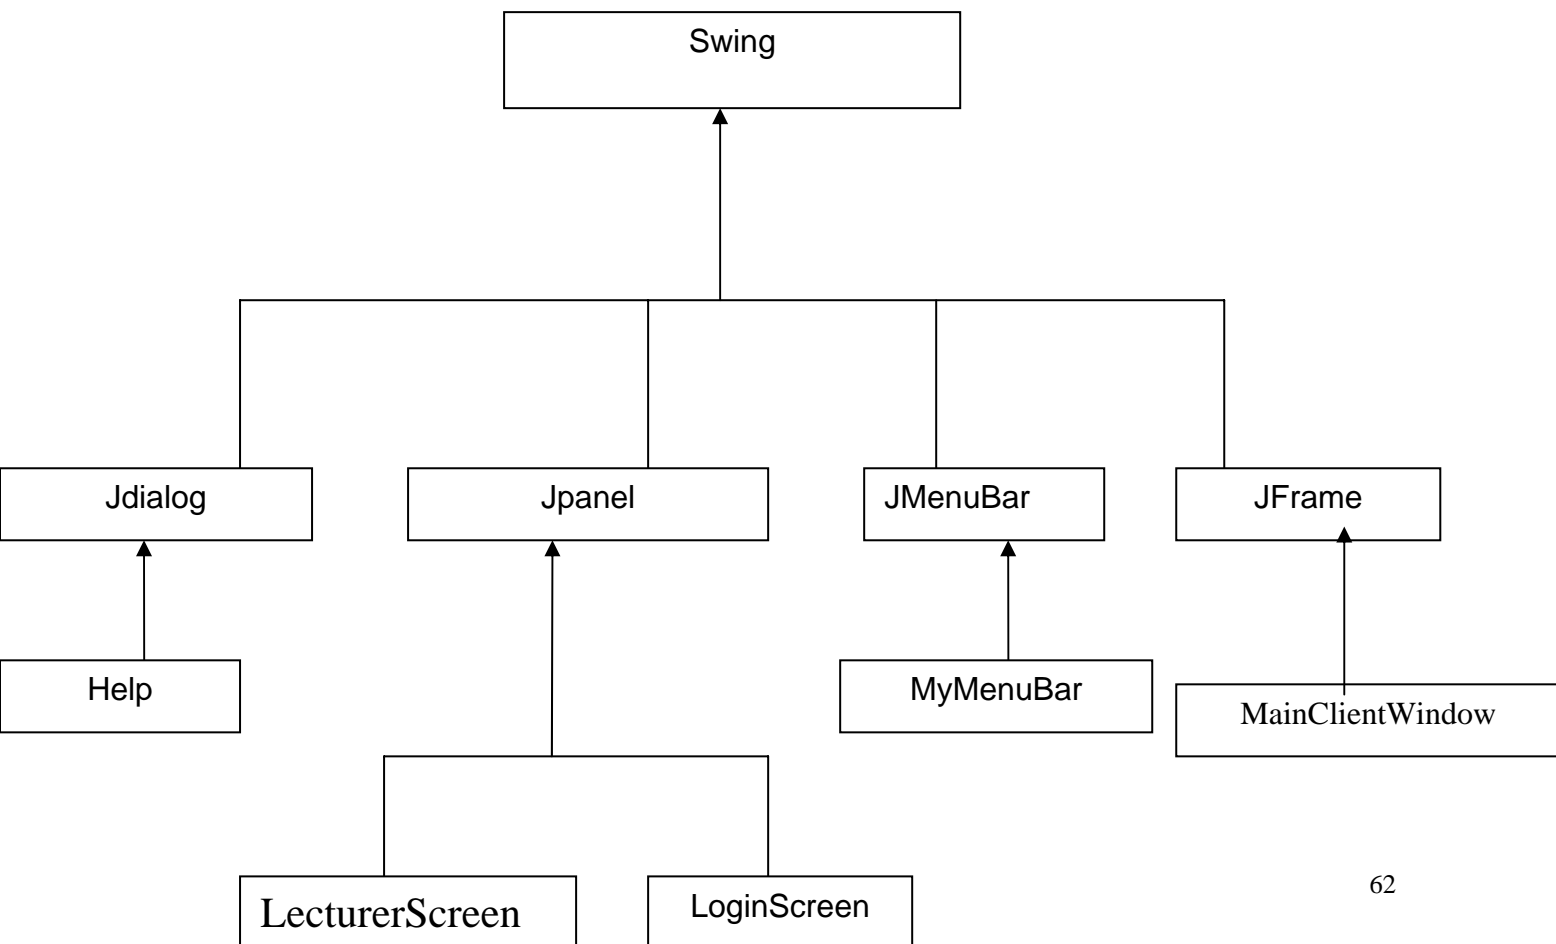 Swing
Jdialog
Jpanel
JMenuBar
JFrame
Help
MyMenuBar
MainClientWindow
LecturerScreen
LoginScreen
62